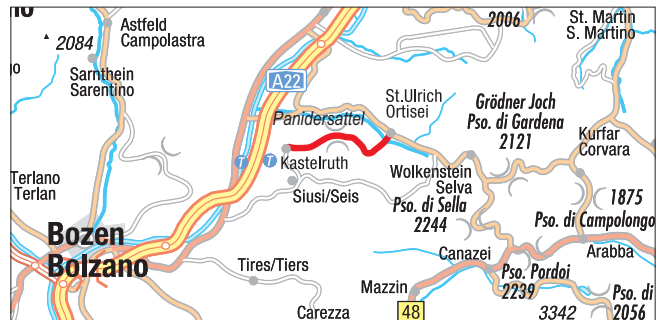 no
Astfeld
Campolastra
2084
go
Sarnthein
Sarentino
2006
St. Martin
S. Martino
A22
Panidersattel
St.Ulrich
Ortisei
Grödner Joch
Pso. di Gardena
2121
Kurfar
Corvara
T
T
Kastelruth
Terlano
Terlan
Siusi/Seis
Wolkenstein
Selva
Pso. di Sella
2244
1875
Pso. di Campolongo
Bozen
Bolzano
Canazei
Arabba
Tires/Tiers
Mazzin
Pso. Pordoi
2239
Pso. di
2056
Carezza
48
3342